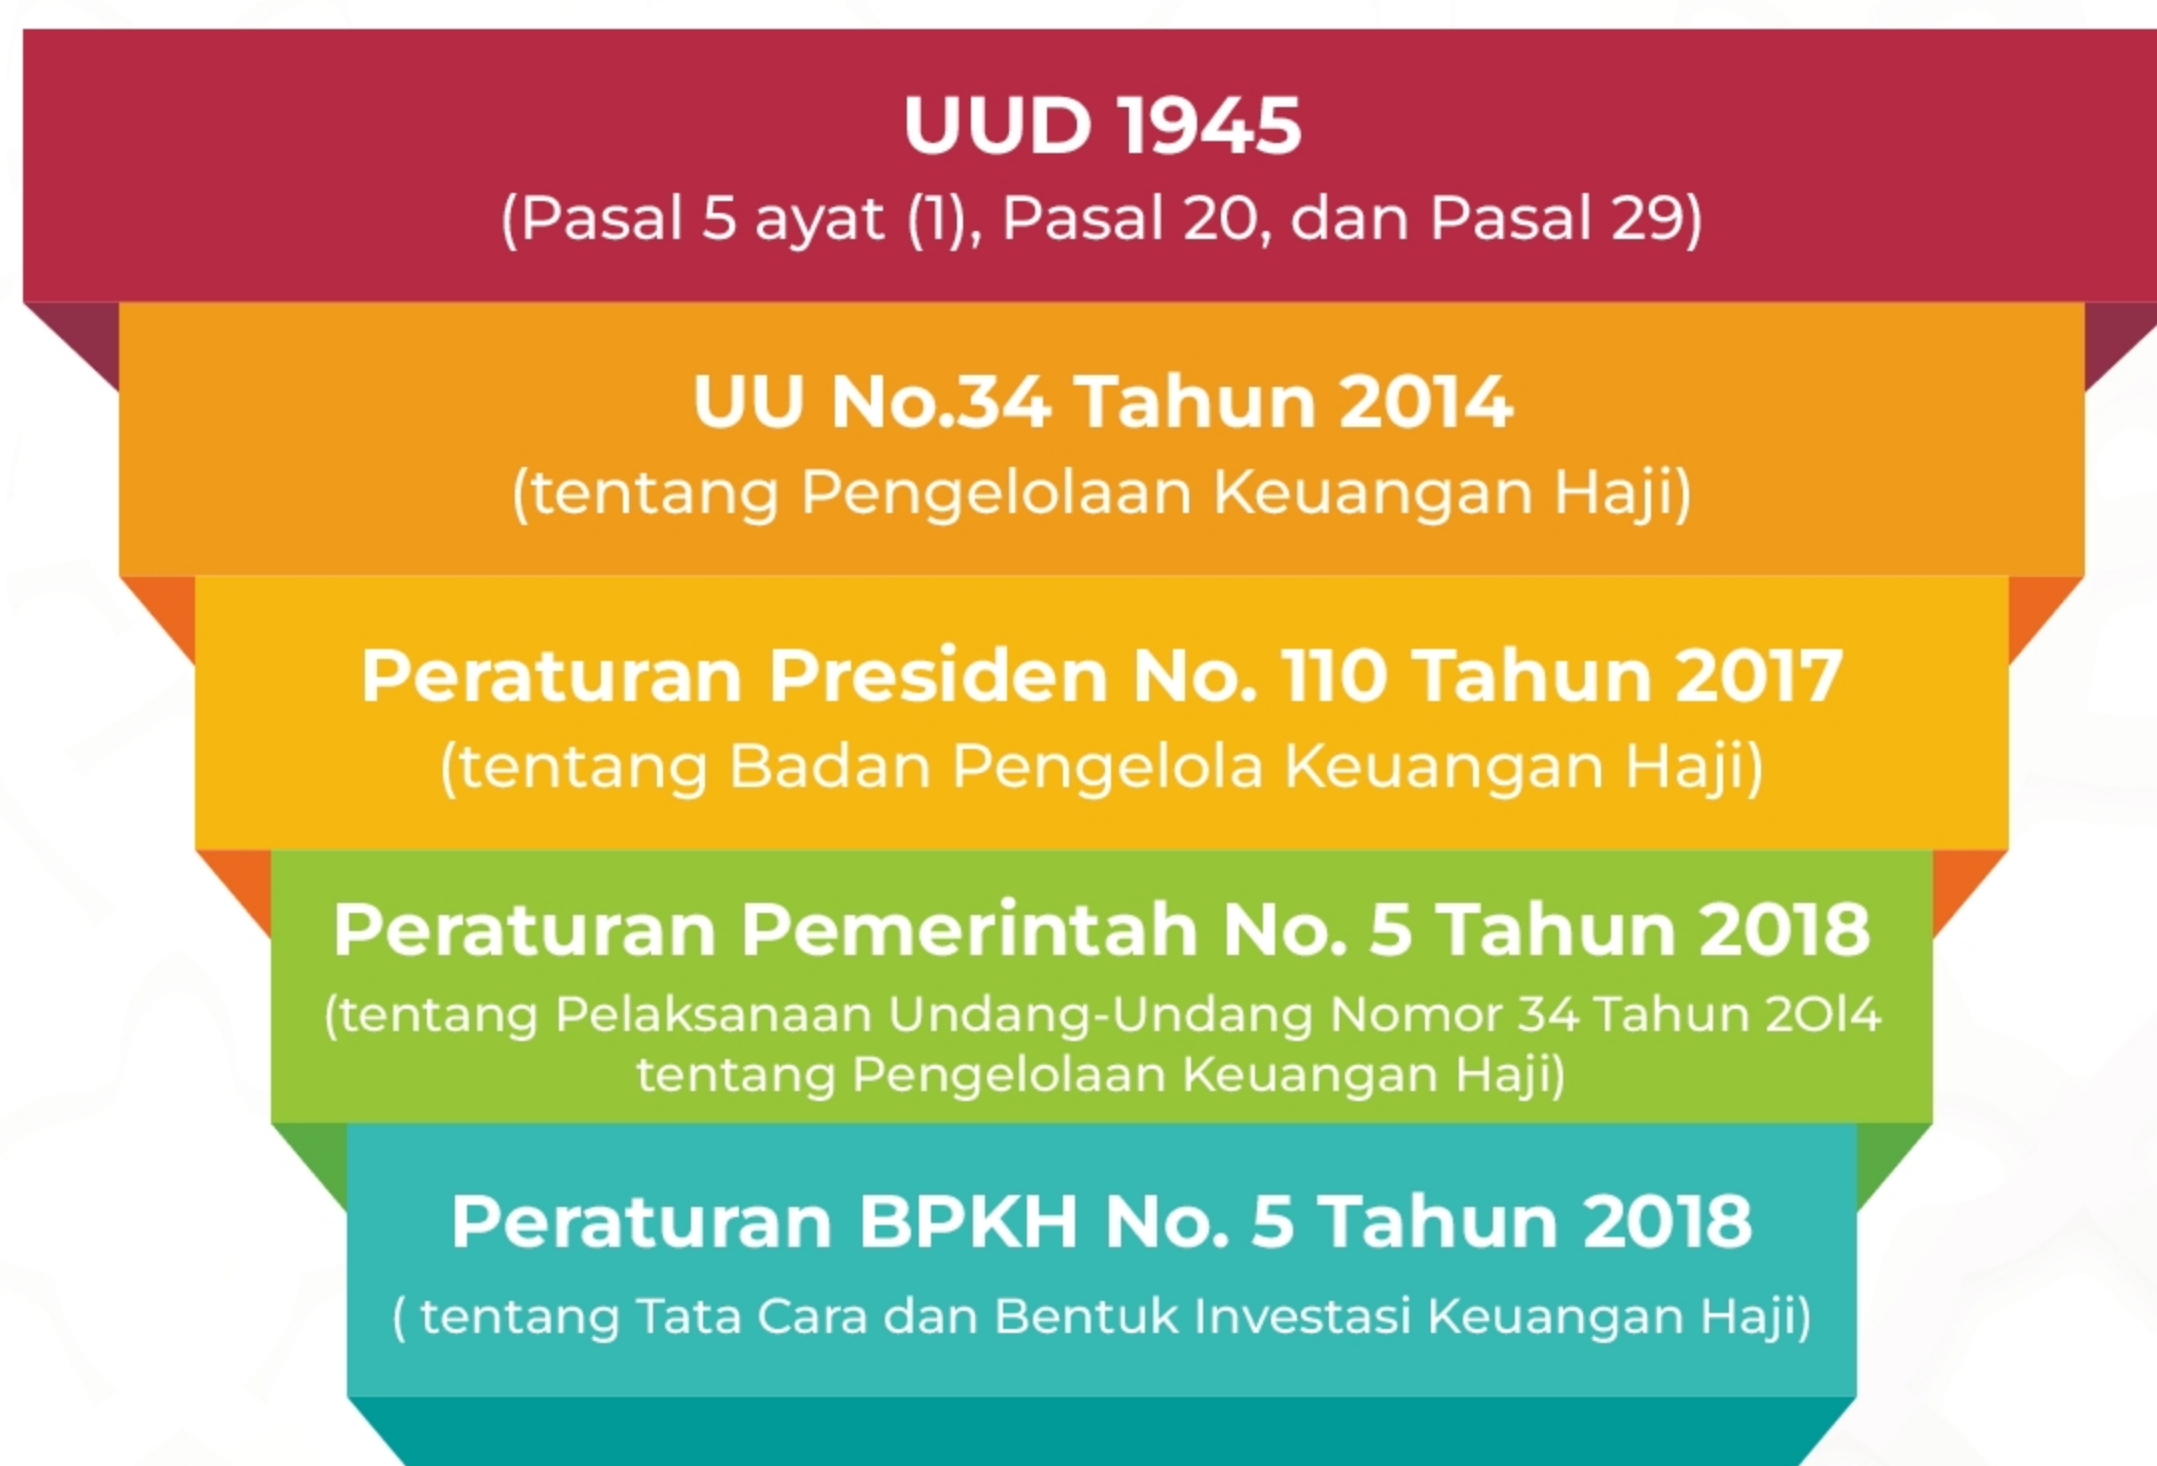 UUD 1945
(Pasal 5 ayat (1), Pasal 20, dan Pasal 29)
UU No.34 Tahun 2014
(tentang Pengelolaan Keuangan Haji)
Peraturan Presiden No. 110 Tahun 2017
(tentang Badan Pengelola Keuangan Haji)
Peraturan Pemerintah No. 5 Tahun 2018
(tentang Pelaksanaan Undang-Undang Nomor 34 Tahun 2Ol4
tentang Pengelolaan Keuangan Haji)
Peraturan BPKH No. 5 Tahun 2018
( tentang Tata Cara dan Bentuk Investasi Keuangan Haji)